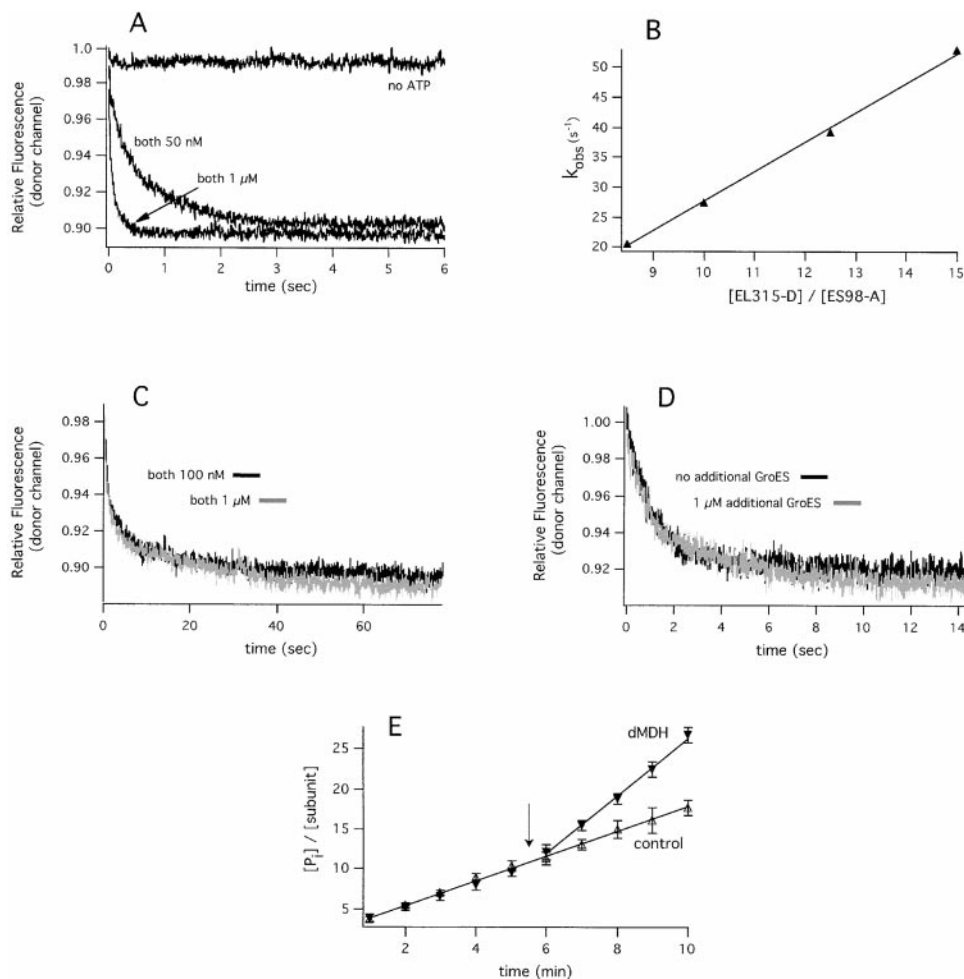 A
Relative Fluorescence
(donor channel)
1.0
0.98
0.96
0.94
0.92
0.90
no ATP
both 50 nM
both 1 µM
0 1 2 3 4 5 6
time (sec)
B
k obs (s⁻¹)
50
45
40
35
30
25
20
9 10 11 12 13 14 15
[EL315-D] / [ES98-A]
C
Relative Fluorescence
(donor channel)
0.98
0.96
0.94
0.92
0.90
both 100 nM
both 1 µM
0 20 40 60
time (sec)
D
Relative Fluorescence
(donor channel)
1.00
0.98
0.96
0.94
0.92
no additional GroES
1 µM additional GroES
0 2 4 6 8 10 12 14
time (sec)
E
[Pi] / [subunit]
25
20
15
10
5
dMDH
control
2 4 6 8 10
time (min)